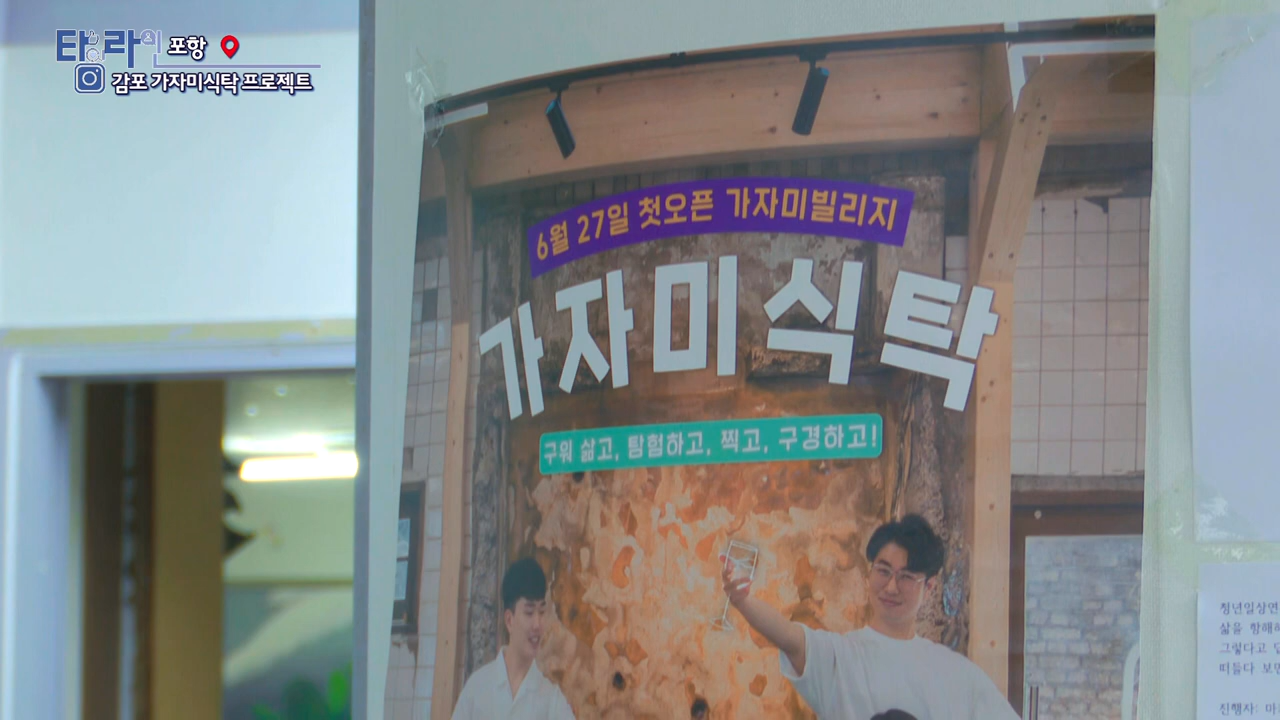 타라의 포항
감포 가자미식탁 프로젝트
6월 27일 첫오픈 가자미빌리지
가자미식탁
구워 삶고, 탐험하고, 찍고, 구경하고!
청년일상연
삶을 항해하
그렇다고
떠들다 보면
진행자: